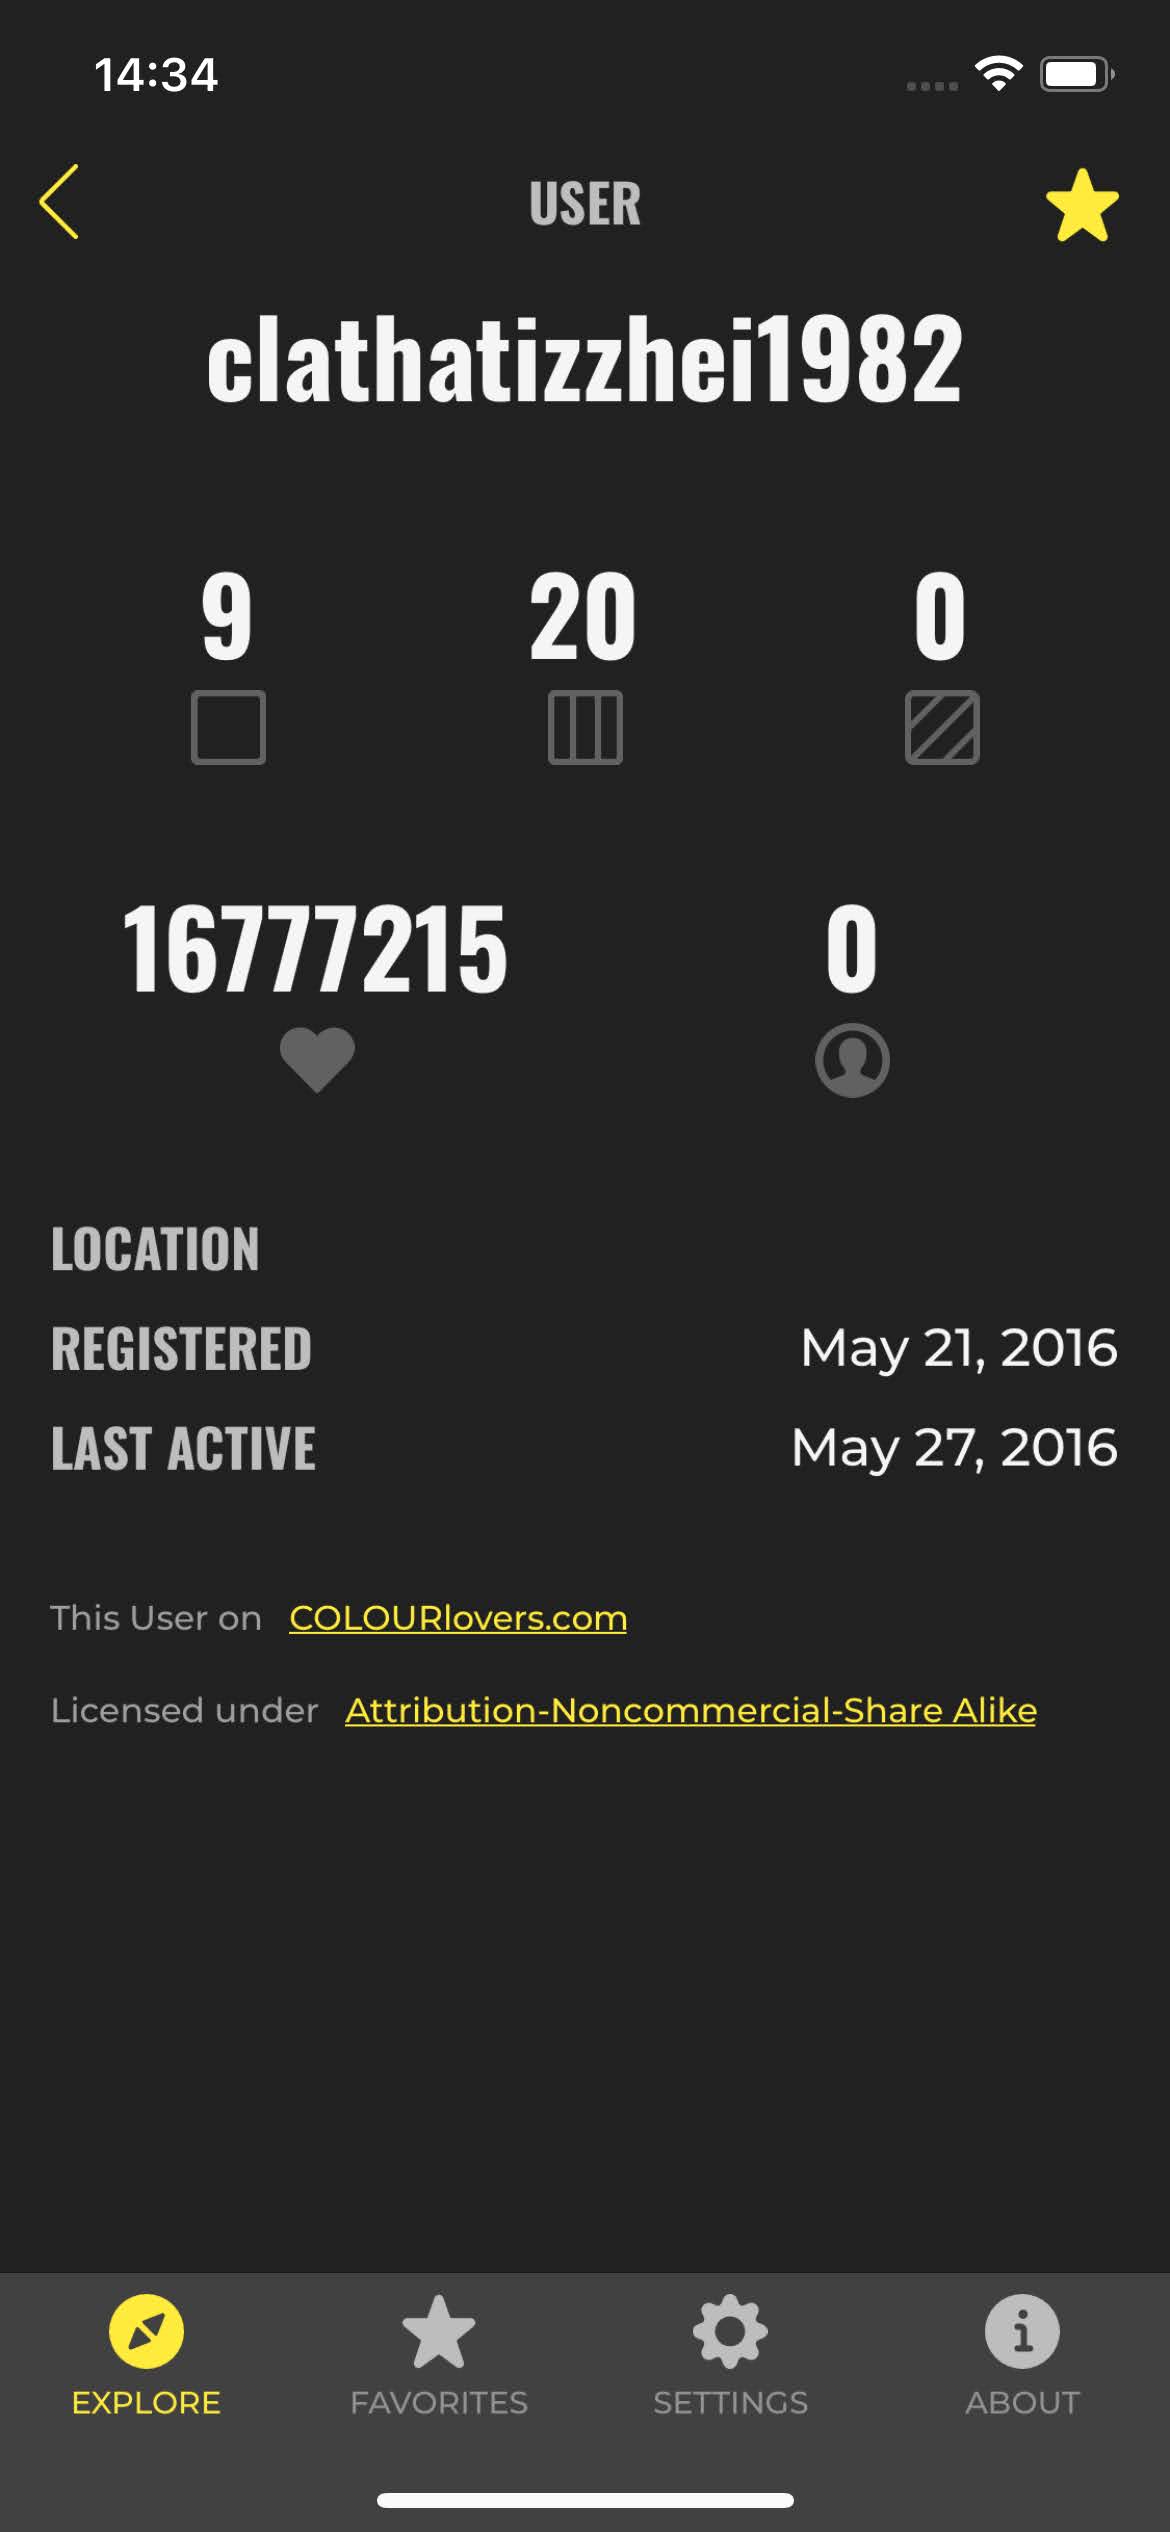 14:34
USER
clathatizzhei1982
9 20 0
16777215 0
LOCATION
REGISTERED May 21, 2016
LAST ACTIVE May 27, 2016
This User on COLOURlovers.com
Licensed under Attribution-Noncommercial-Share Alike
EXPLORE FAVORITES SETTINGS ABOUT